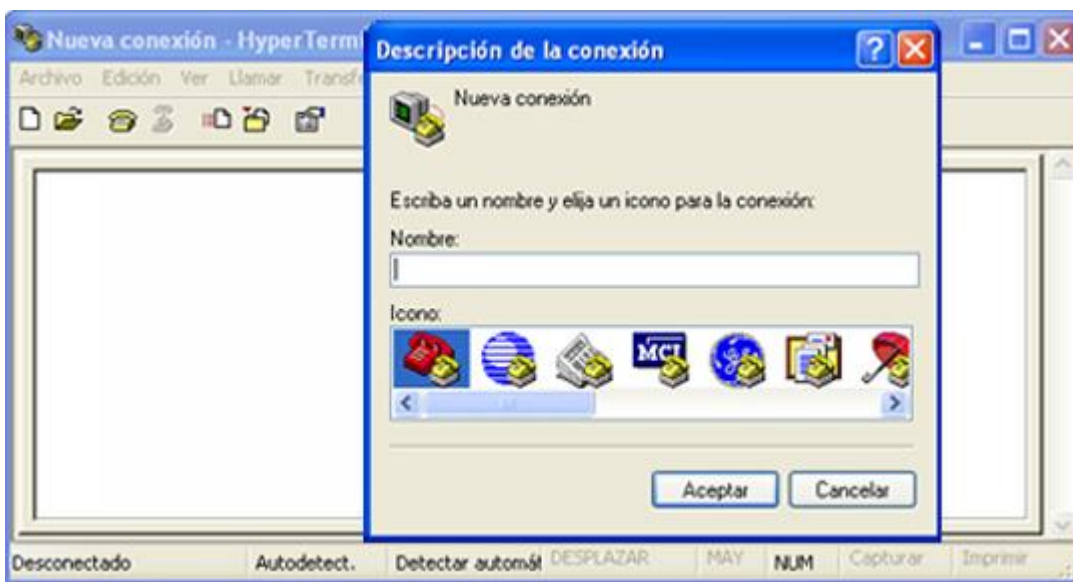 Nueva conexión - HyperTermi
Descripción de la conexión
Archivo Edición Ver Llamar Transfe
Nueva conexión
Escriba un nombre y elija un icono para la conexión:
Nombre:
Icono:
MCI
Aceptar Cancelar
Desconectado Autodetect. Detectar automát DESPLAZAR MAY NUM Capturar Imprimir